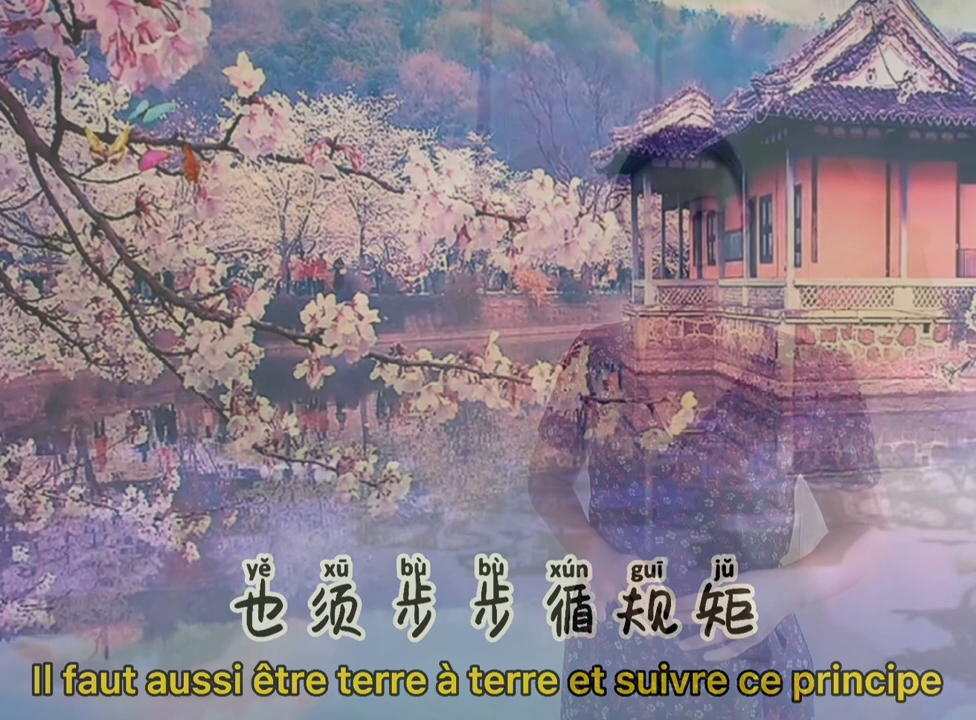 yě xū bù bù xún guī jǔ
也须步步循规矩
Il faut aussi être terre à terre et suivre ce principe